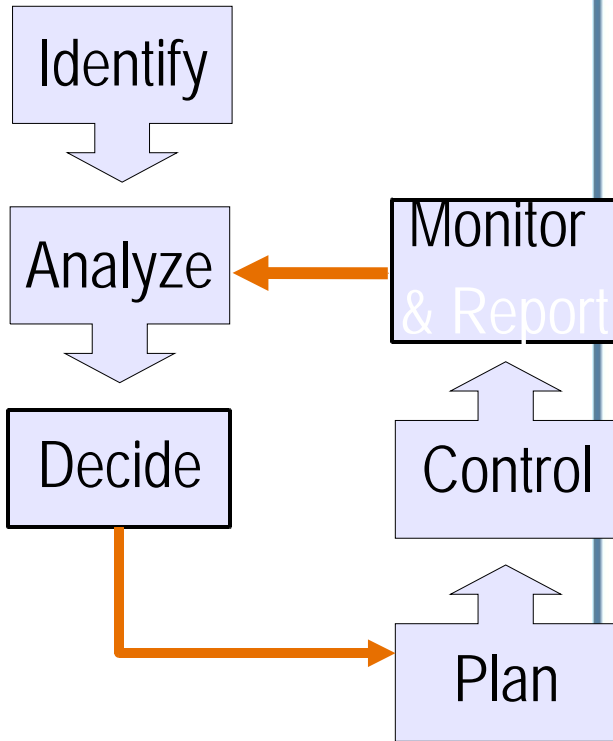 Identify
Analyze
Decide
Monitor
& Report
Control
Plan